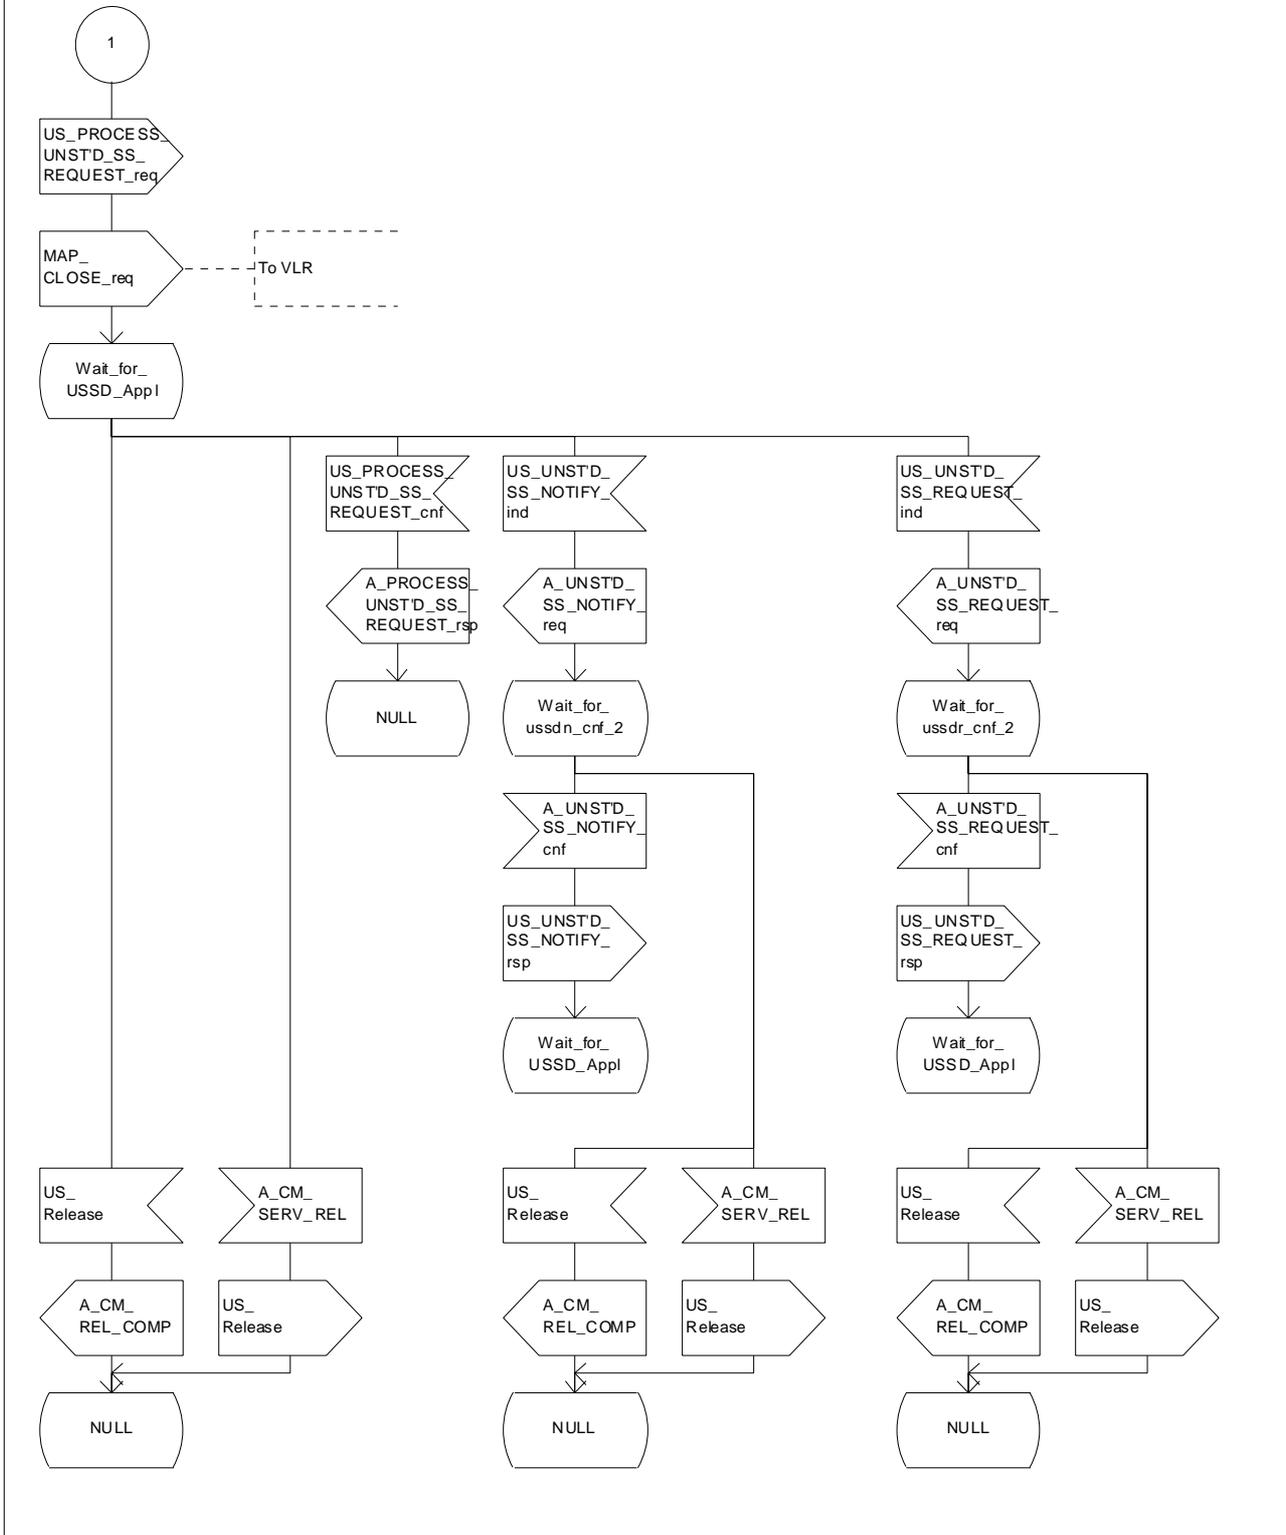 1
US_PROCESS_
UNST'D_SS_
REQUEST_req
MAP_
CLOSE_req
To VLR
Wait_for_
USSD_Appl
US_PROCESS_
UNST'D_SS_
REQUEST_cnf
US_UNST'D_
SS_NOTIFY_
ind
US_UNST'D_
SS_REQUEST_
ind
A_PROCESS_
UNST'D_SS_
REQUEST_rsp
A_UNST'D_
SS_NOTIFY_
req
A_UNST'D_
SS_REQUEST_
req
NULL
Wait_for_
ussdn_cnf_2
Wait_for_
ussdr_cnf_2
A_UNST'D_
SS_NOTIFY_
cnf
A_UNST'D_
SS_REQUEST_
cnf
US_UNST'D_
SS_NOTIFY_
rsp
US_UNST'D_
SS_REQUEST_
rsp
Wait_for_
USSD_Appl
Wait_for_
USSD_Appl
US_
Release
A_CM_
SERV_REL
US_
Release
A_CM_
SERV_REL
US_
Release
A_CM_
SERV_REL
A_CM_
REL_COMP
US_
Release
A_CM_
REL_COMP
US_
Release
A_CM_
REL_COMP
US_
Release
NULL
NULL
NULL